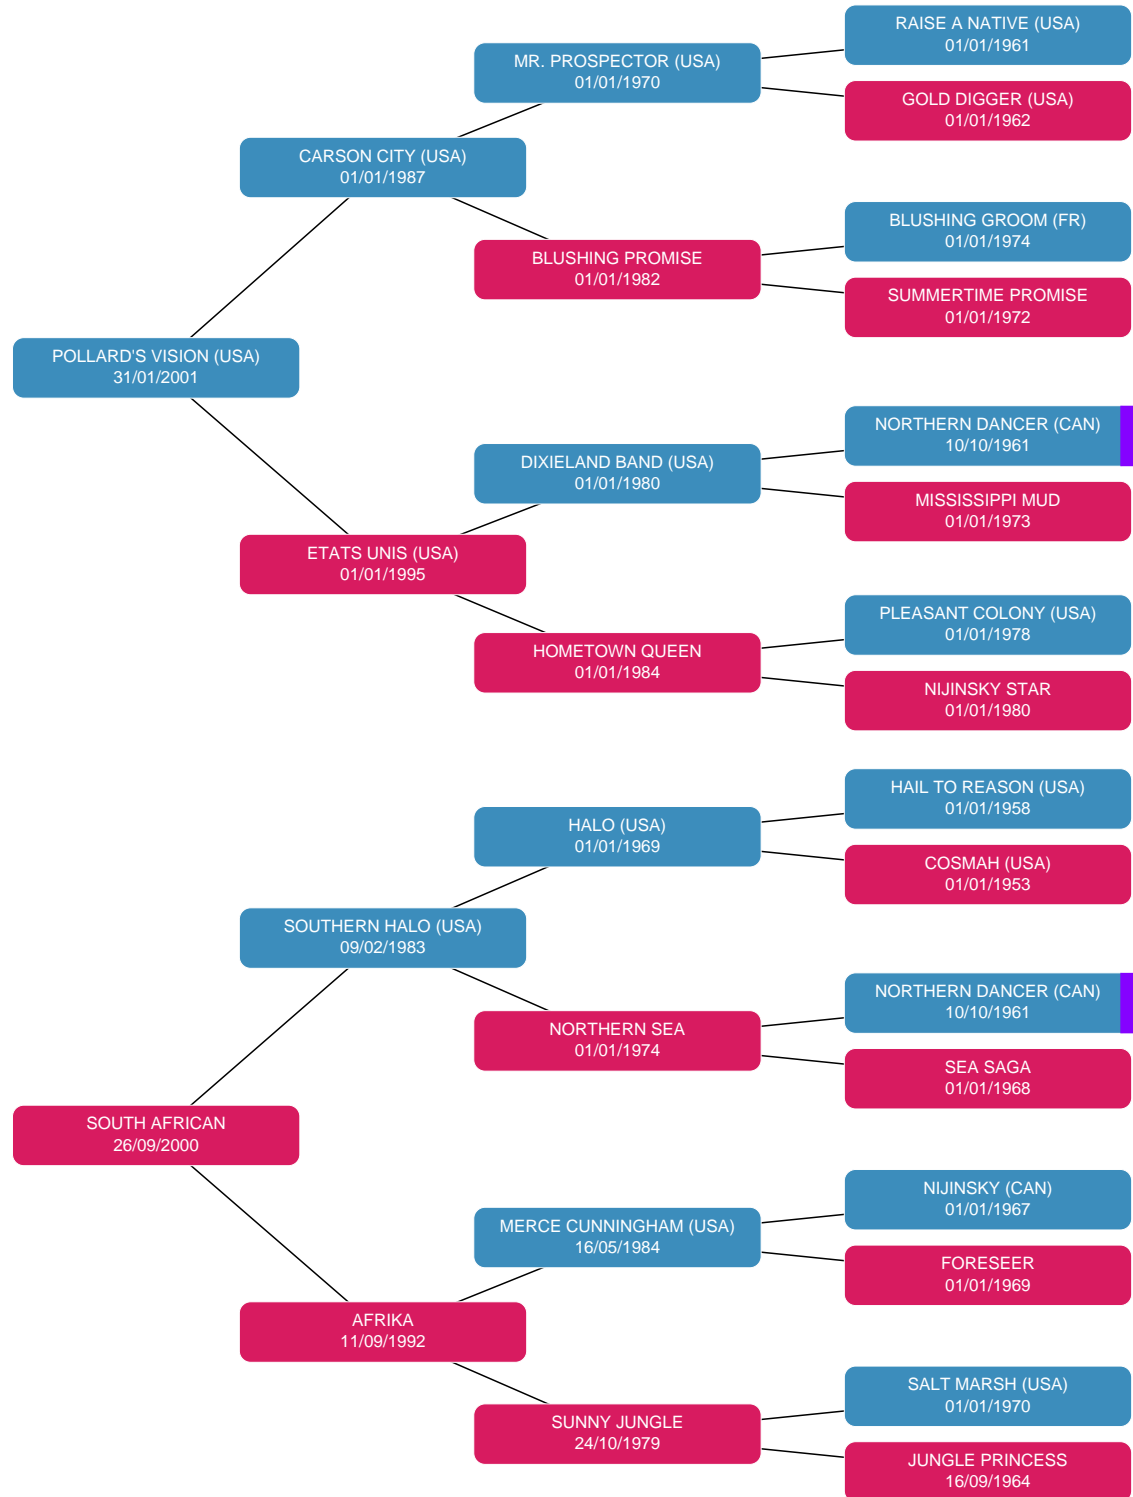 RAISE A NATIVE (USA)
01/01/1961
MR. PROSPECTOR (USA)
01/01/1970
GOLD DIGGER (USA)
01/01/1962
CARSON CITY (USA)
01/01/1987
BLUSHING GROOM (FR)
01/01/1974
BLUSHING PROMISE
01/01/1982
SUMMERTIME PROMISE
01/01/1972
POLLARD'S VISION (USA)
31/01/2001
NORTHERN DANCER (CAN)
10/10/1961
DIXIELAND BAND (USA)
01/01/1980
MISSISSIPPI MUD
01/01/1973
ETATS UNIS (USA)
01/01/1995
PLEASANT COLONY (USA)
01/01/1978
HOMETOWN QUEEN
01/01/1984
NIJINSKY STAR
01/01/1980
HAIL TO REASON (USA)
01/01/1958
HALO (USA)
01/01/1969
COSMAH (USA)
01/01/1953
SOUTHERN HALO (USA)
09/02/1983
NORTHERN DANCER (CAN)
10/10/1961
NORTHERN SEA
01/01/1974
SEA SAGA
01/01/1968
SOUTH AFRICAN
26/09/2000
NIJINSKY (CAN)
01/01/1967
MERCE CUNNINGHAM (USA)
16/05/1984
FORESEER
01/01/1969
AFRIKA
11/09/1992
SALT MARSH (USA)
01/01/1970
SUNNY JUNGLE
24/10/1979
JUNGLE PRINCESS
16/09/1964